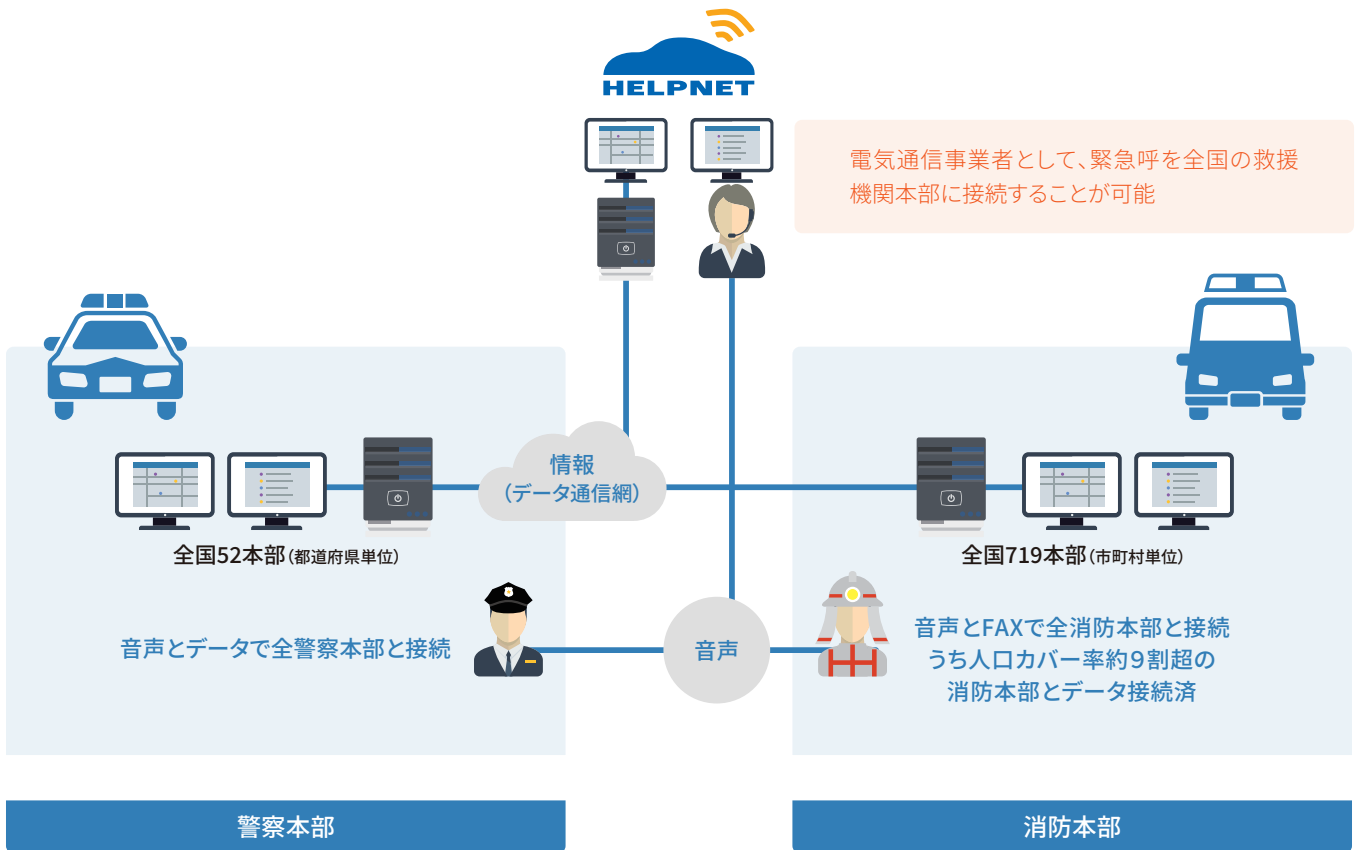 HELPNET
電気通信事業者として、緊急呼を全国の救援
機関本部に接続することが可能
情報
（データ通信網）
全国52本部（都道府県単位）
全国719本部（市町村単位）
音声とデータで全警察本部と接続
音声
音声とFAXで全消防本部と接続
うち人口カバー率約9割超の
消防本部とデータ接続済
警察本部
消防本部